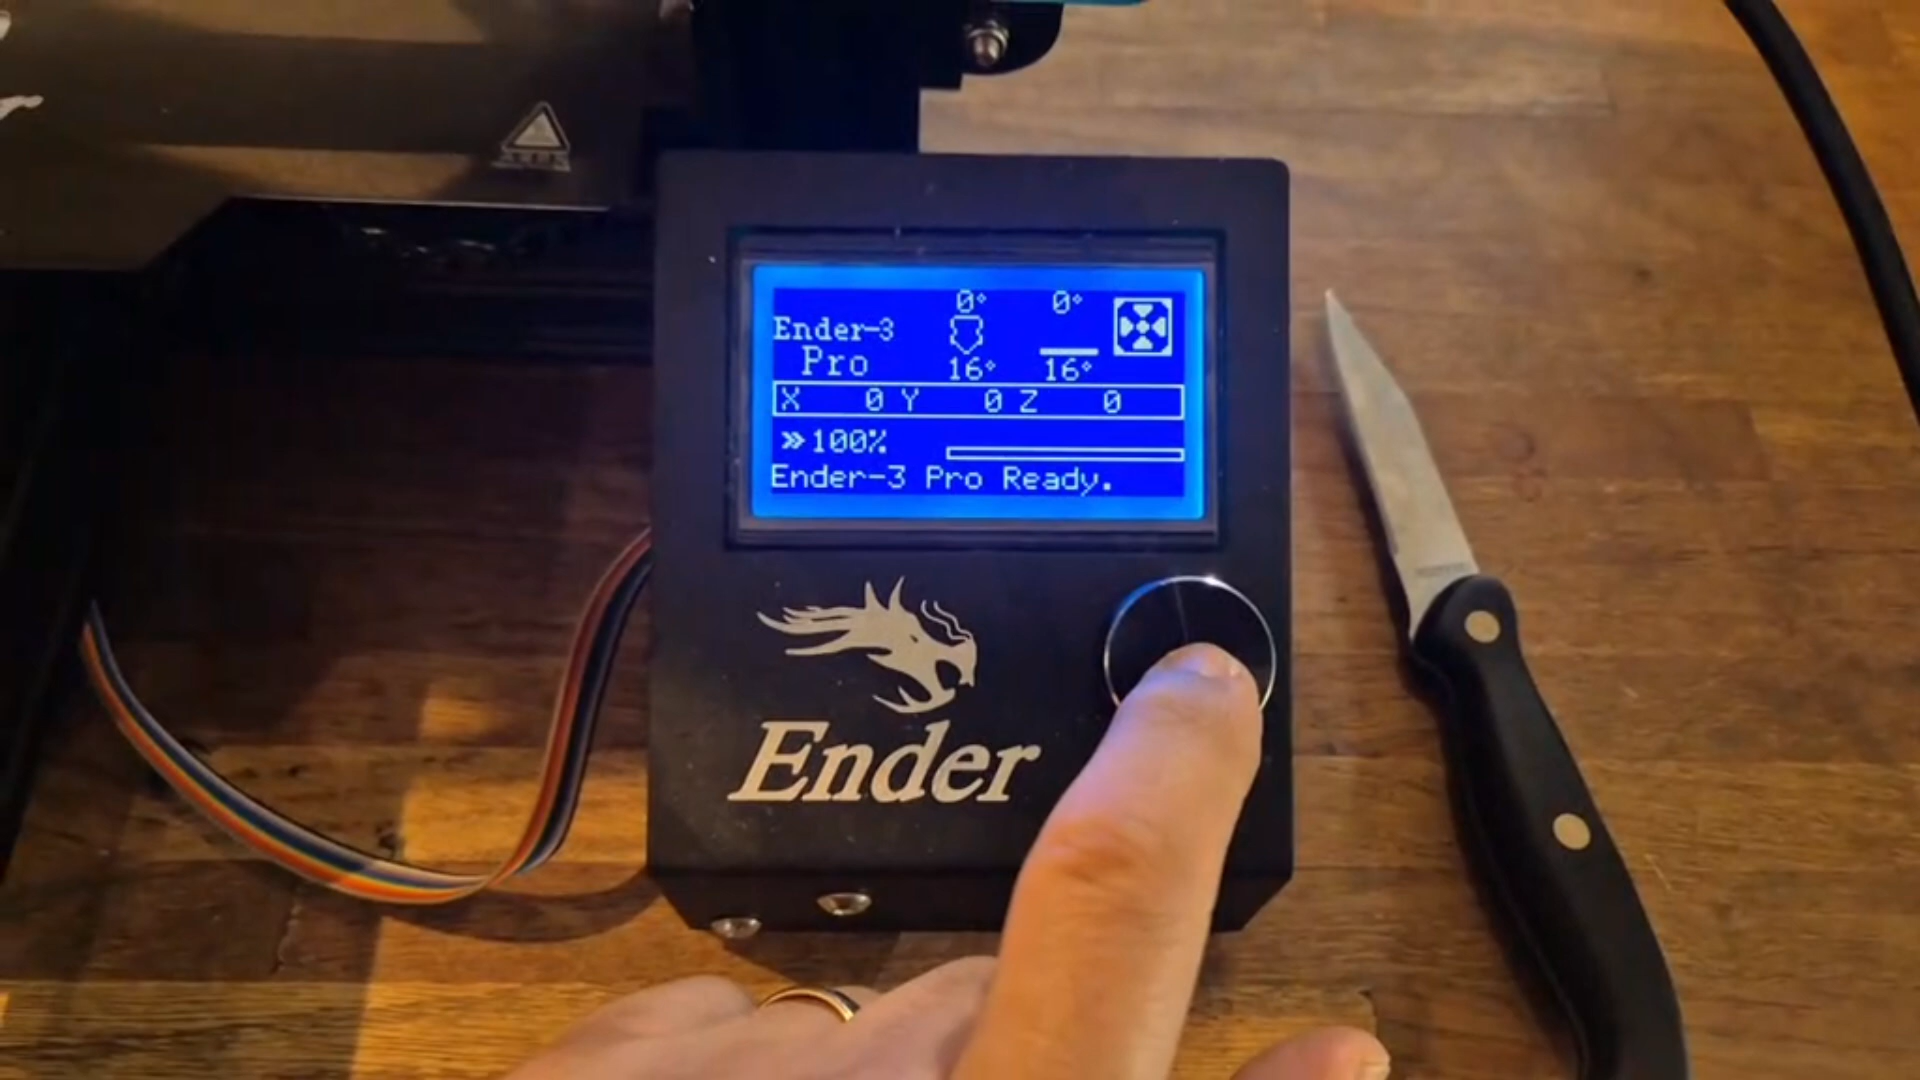 0° 0°
Ender-3
Pro
16° 16°
X 0 Y 0 Z 0
»100%
Ender-3 Pro Ready.
Ender